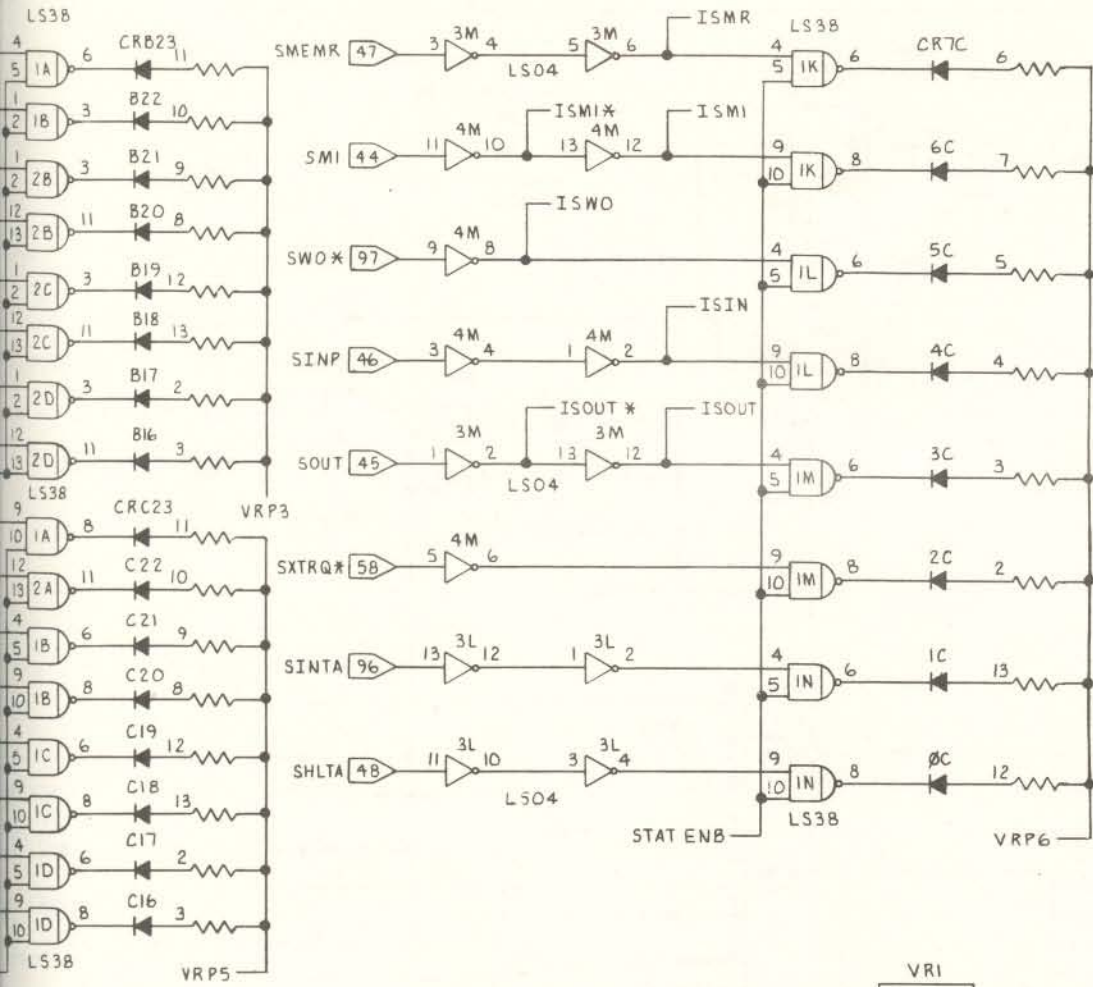 LS38
4 5 1A 6 CRB23 11
1 2 1B 3 B22 10
1 2 2B 3 B21 9
12 13 2B 11 B20 8
1 2 2C 3 B19 12
12 13 2C 11 B18 13
1 2 2D 3 B17 2
12 13 2D 11 B16 3
LS38
VRP3
9 10 1A 8 CRC23 11
12 13 2A 11 C22 10
4 5 1B 6 C21 9
9 10 1B 8 C20 8
4 5 1C 6 C19 12
9 10 1C 8 C18 13
4 5 1D 6 C17 2
9 10 1D 8 C16 3
LS38
VRP5
ISMR
LS38
SMEMR 47 3 3M 4 5 3M 6 4 5 1K 6 CR7C 6
LS04
ISM1* ISM1
SM1 44 11 4M 10 13 4M 12 9 10 1K 8 6C 7
ISWO
SWO* 97 9 4M 8 4 5 1L 6 5C 5
ISIN
SINP 46 3 4M 4 1 4M 2 9 10 1L 8 4C 4
ISOUT* ISOUT
SOUT 45 1 3M 2 13 3M 12 4 5 1M 6 3C 3
LS04
SXTRQ* 58 5 4M 6 9 10 1M 8 2C 2
SINTA 96 13 3L 12 1 3L 2 4 5 1N 6 1C 13
SHLTA 48 11 3L 10 3 3L 4 9 10 1N 8 ØC 12
LS04
LS38
STAT ENB
VRP6
VR1